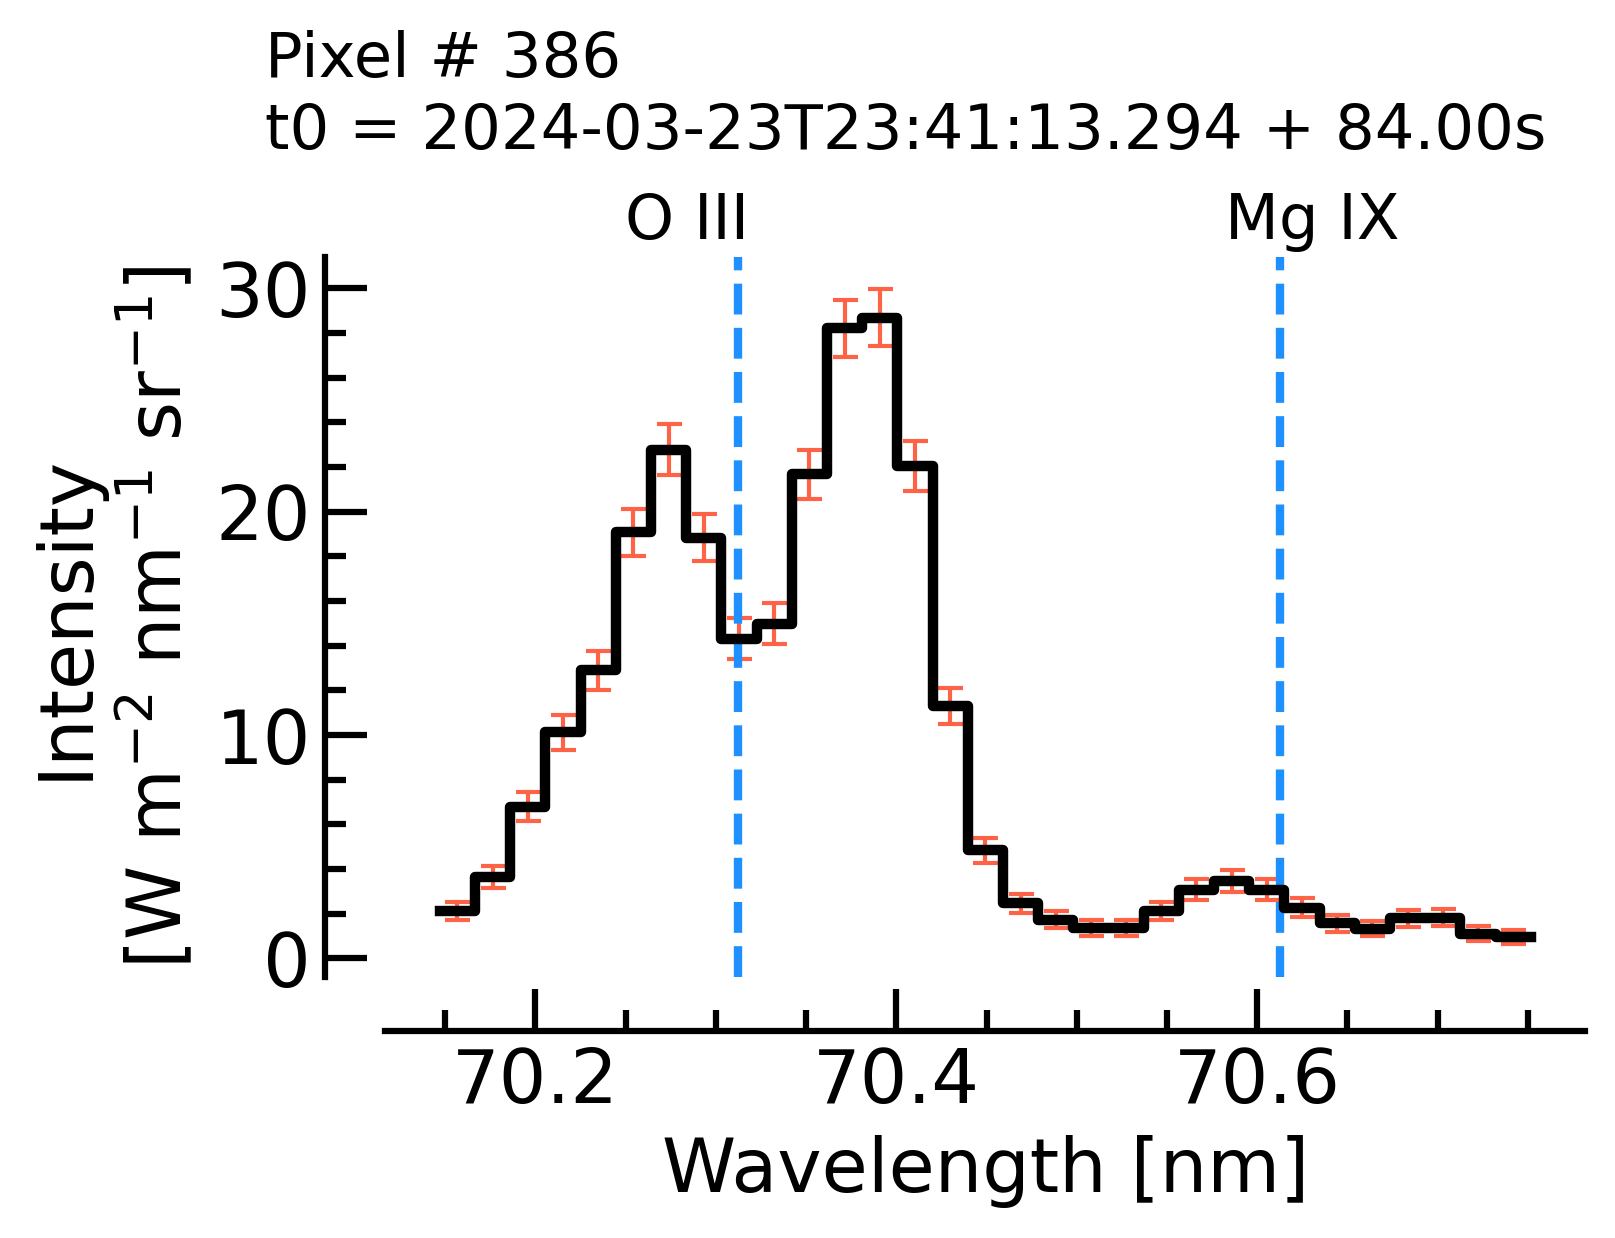 Pixel # 386
t0 = 2024-03-23T23:41:13.294 + 84.00s
O III
Mg IX
Intensity
[W m⁻² nm⁻¹ sr⁻¹]
30
20
10
0
70.2
70.4
70.6
Wavelength [nm]